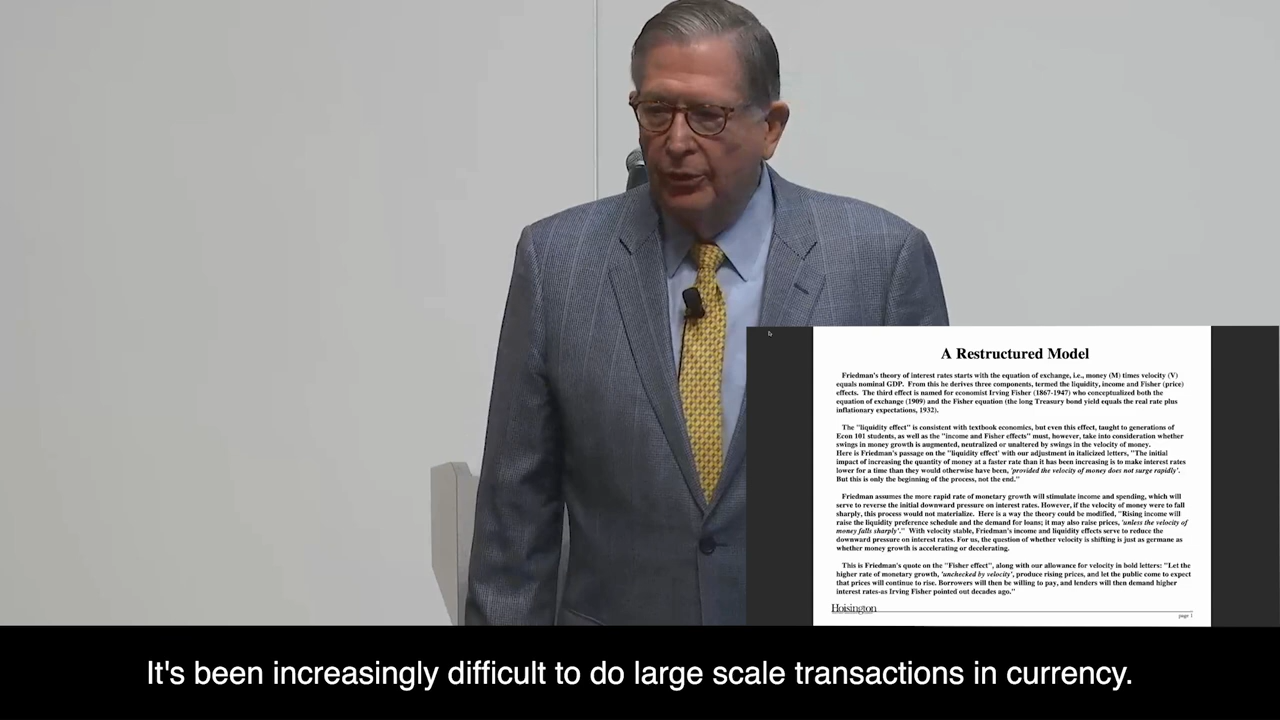 A Restructured Model
Friedman's theory of interest rates starts with the equation of exchange, i.e., money (M) times velocity (V)
equals nominal GDP. From this he derives three components, termed the liquidity, income and Fisher (price)
effects. The third effect is named for economist Irving Fisher (1867-1947) who conceptualized both the
equation of exchange (1909) and the Fisher equation (the long Treasury bond yield equals the real rate plus
inflationary expectations, 1932).
The "liquidity effect" is consistent with textbook economics, but even this effect, taught to generations of
Econ 101 students, as well as the "income and Fisher effects" must, however, take into consideration whether
swings in money growth is augmented, neutralized or unaltered by swings in the velocity of money.
Here is Friedman's passage on the "liquidity effect' with our adjustment in italicized letters, "The initial
impact of increasing the quantity of money at a faster rate than it has been increasing is to make interest rates
lower for a time than they would otherwise have been, 'provided the velocity of money does not surge rapidly'.
But this is only the beginning of the process, not the end."
Friedman assumes the more rapid rate of monetary growth will stimulate income and spending, which will
serve to reverse the initial downward pressure on interest rates. However, if the velocity of money were to fall
sharply, this process would not materialize. Here is a way the theory could be modified, "Rising income will
raise the liquidity preference schedule and the demand for loans; it may also raise prices, 'unless the velocity of
money falls sharply'." With velocity stable, Friedman's income and liquidity effects serve to reduce the
downward pressure on interest rates. For us, the question of whether velocity is shifting is just as germane as
whether money growth is accelerating or decelerating.
This is Friedman's quote on the "Fisher effect", along with our allowance for velocity in bold letters: "Let the
higher rate of monetary growth, 'unchecked by velocity', produce rising prices, and let the public come to expect
that prices will continue to rise. Borrowers will then be willing to pay, and lenders will then demand higher
interest rates-as Irving Fisher pointed out decades ago."
Hoisington
page 1
It's been increasingly difficult to do large scale transactions in currency.